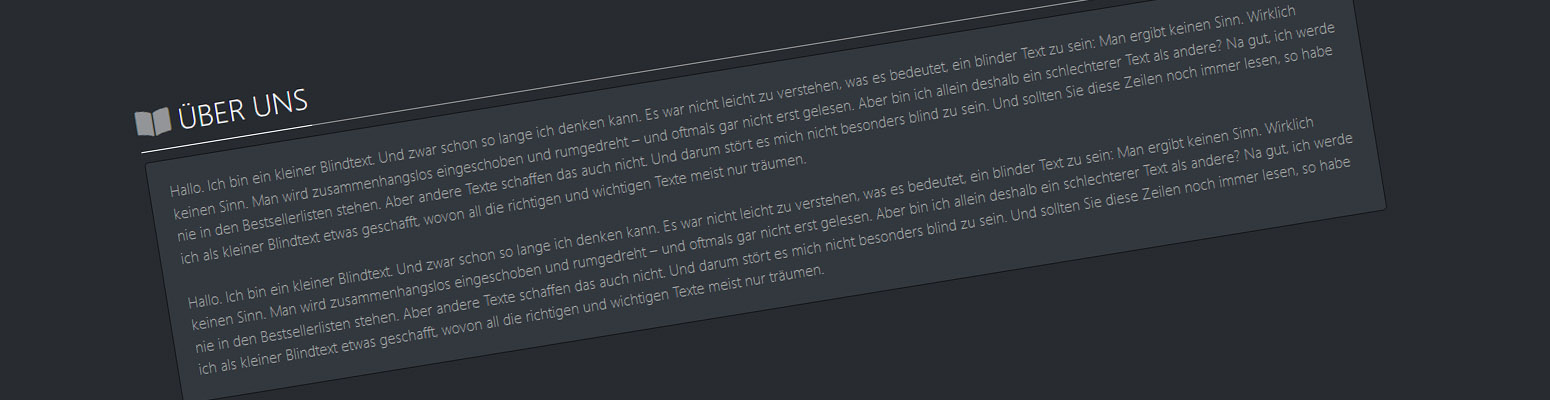 ÜBER UNS
Hallo. Ich bin ein kleiner Blindtext. Und zwar schon so lange ich denken kann. Es war nicht leicht zu verstehen, was es bedeutet, ein blinder Text zu sein: Man ergibt keinen Sinn. Wirklich
keinen Sinn. Man wird zusammenhangslos eingeschoben und rumgedreht – und oftmals gar nicht erst gelesen. Aber bin ich allein deshalb ein schlechterer Text als andere? Na gut, ich werde
nie in den Bestsellerlisten stehen. Aber andere Texte schaffen das auch nicht. Und darum stört es mich nicht besonders blind zu sein. Und sollten Sie diese Zeilen noch immer lesen, so habe
ich als kleiner Blindtext etwas geschafft, wovon all die richtigen und wichtigen Texte meist nur träumen.
Hallo. Ich bin ein kleiner Blindtext. Und zwar schon so lange ich denken kann. Es war nicht leicht zu verstehen, was es bedeutet, ein blinder Text zu sein: Man ergibt keinen Sinn. Wirklich
keinen Sinn. Man wird zusammenhangslos eingeschoben und rumgedreht – und oftmals gar nicht erst gelesen. Aber bin ich allein deshalb ein schlechterer Text als andere? Na gut, ich werde
nie in den Bestsellerlisten stehen. Aber andere Texte schaffen das auch nicht. Und darum stört es mich nicht besonders blind zu sein. Und sollten Sie diese Zeilen noch immer lesen, so habe
ich als kleiner Blindtext etwas geschafft, wovon all die richtigen und wichtigen Texte meist nur träumen.